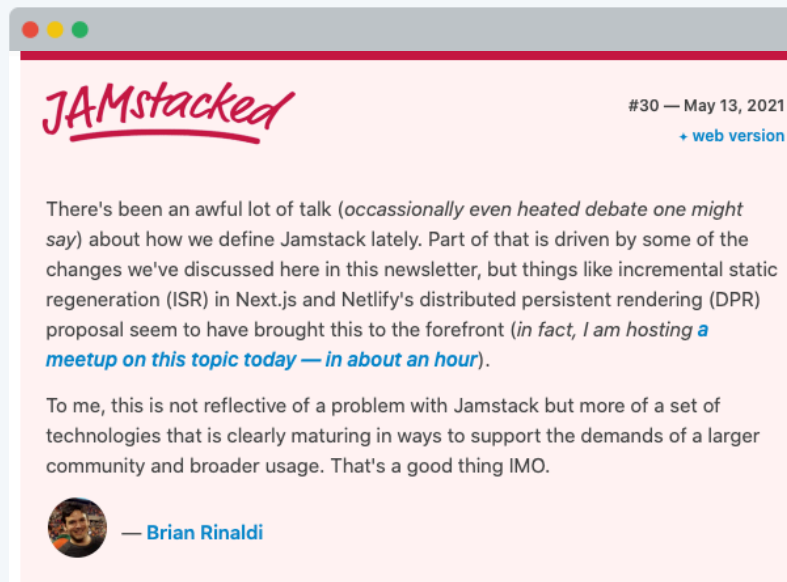 JAMstacked
#30 — May 13, 2021
✦ web version
There's been an awful lot of talk (occassionally even heated debate one might
say) about how we define Jamstack lately. Part of that is driven by some of the
changes we've discussed here in this newsletter, but things like incremental static
regeneration (ISR) in Next.js and Netlify's distributed persistent rendering (DPR)
proposal seem to have brought this to the forefront (in fact, I am hosting a
meetup on this topic today — in about an hour).
To me, this is not reflective of a problem with Jamstack but more of a set of
technologies that is clearly maturing in ways to support the demands of a larger
community and broader usage. That's a good thing IMO.
— Brian Rinaldi